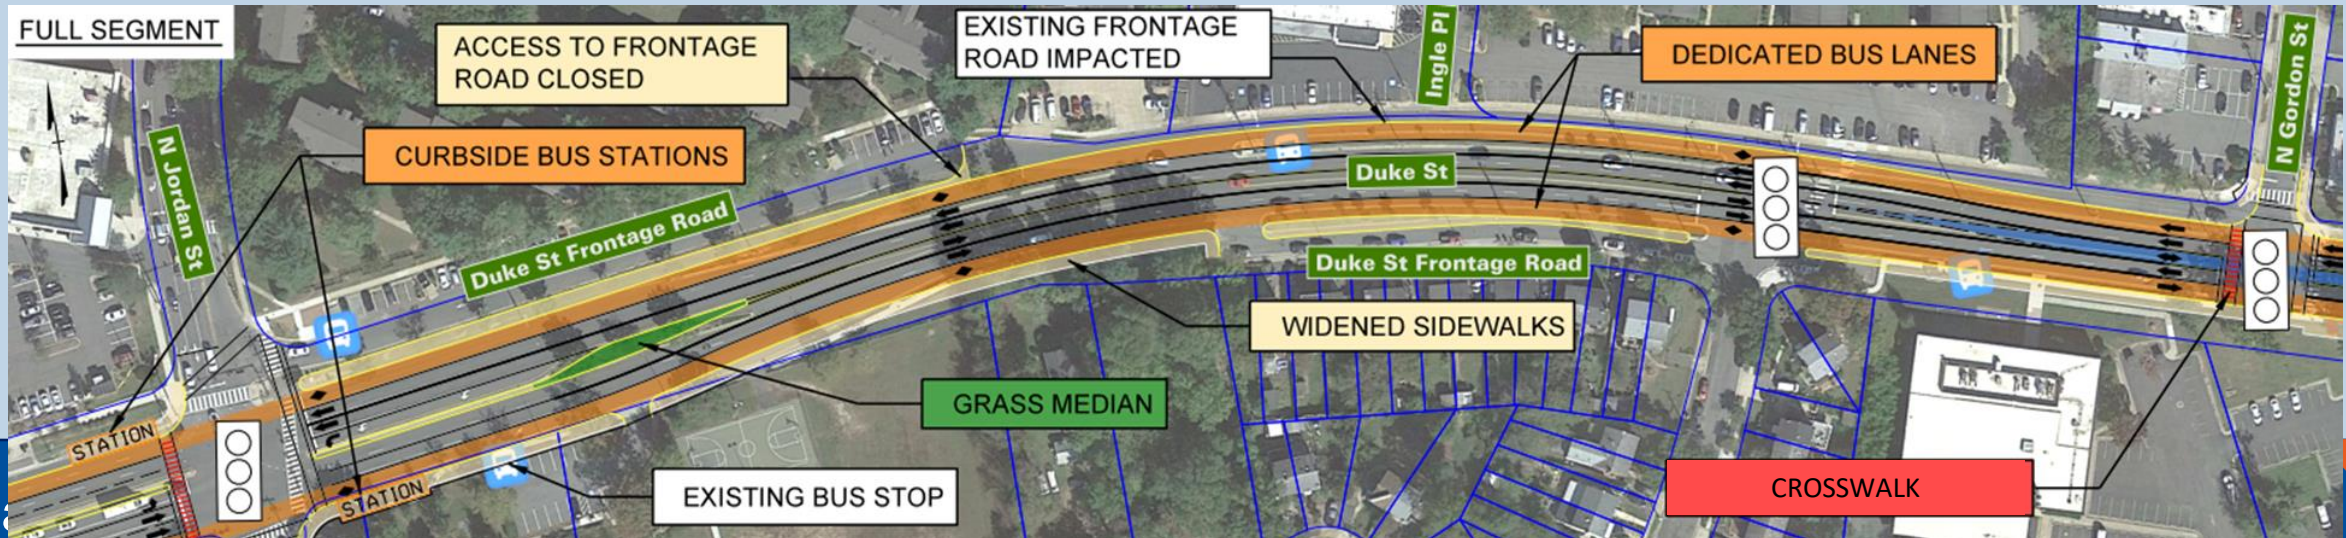 FULL SEGMENT
ACCESS TO FRONTAGE
ROAD CLOSED
EXISTING FRONTAGE
ROAD IMPACTED
Ingle Pl
DEDICATED BUS LANES
N Gordon St
N Jordan St
CURBSIDE BUS STATIONS
Duke St
Duke St Frontage Road
Duke St Frontage Road
WIDENED SIDEWALKS
GRASS MEDIAN
STATION
STATION
EXISTING BUS STOP
CROSSWALK